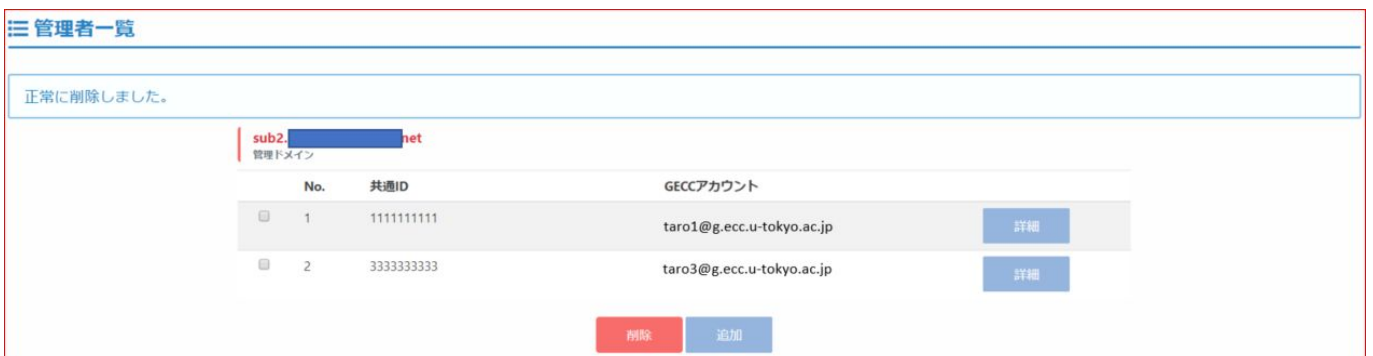 管理者一覧
正常に削除しました。
sub2. net
管理ドメイン
No. 共通ID GECCアカウント
1 1111111111 taro1@g.ecc.u-tokyo.ac.jp 詳細
2 3333333333 taro3@g.ecc.u-tokyo.ac.jp 詳細
削除 追加